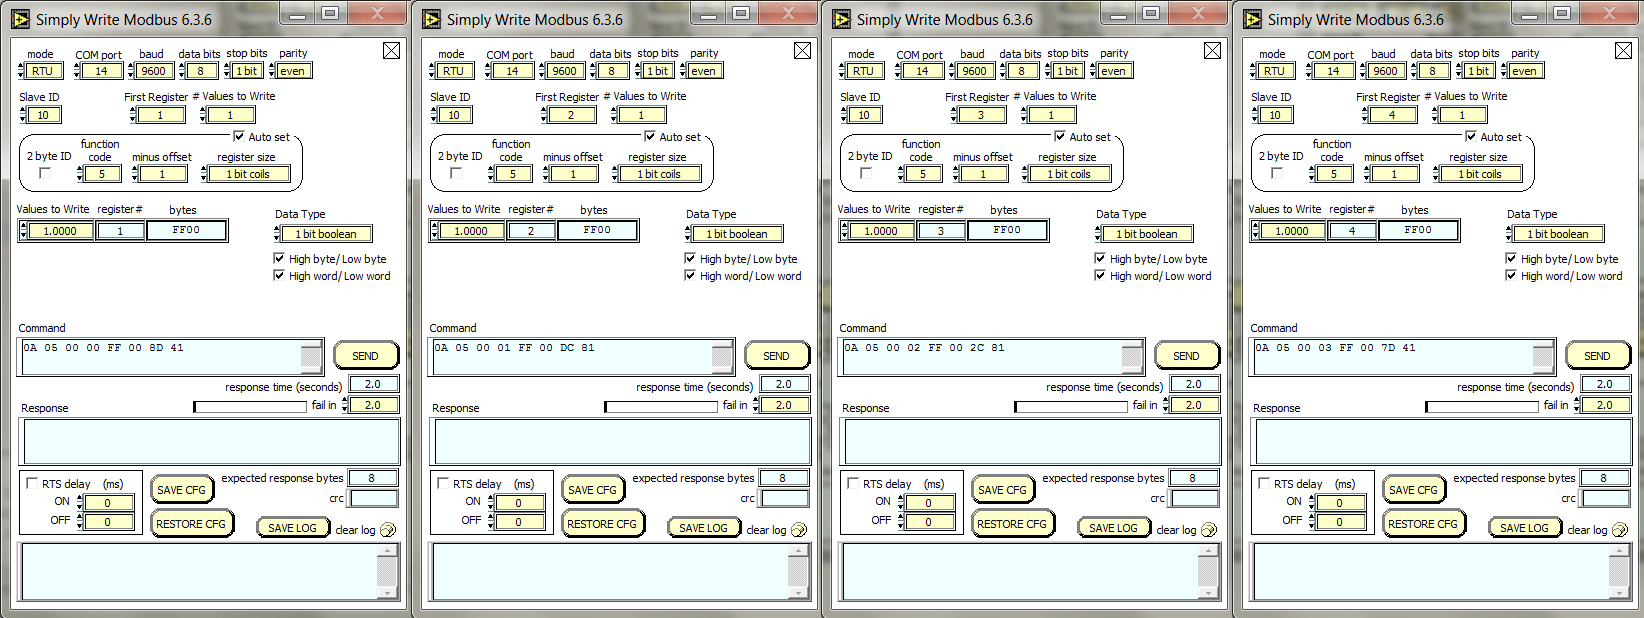 Simply Write Modbus 6.3.6
mode COM port baud data bits stop bits parity
RTU 14 9600 8 1 bit even
Slave ID First Register # Values to Write
10 1 1
Auto set
2 byte ID function code minus offset register size
5 1 1 bit coils
Values to Write register# bytes Data Type
1.0000 1 FF00 1 bit boolean
High byte/ Low byte
High word/ Low word
Command
0A 05 00 00 FF 00 8D 41 SEND
response time (seconds) 2.0
Response fail in 2.0
RTS delay (ms) SAVE CFG expected response bytes 8
ON 0 crc
OFF 0 RESTORE CFG SAVE LOG clear log
Simply Write Modbus 6.3.6
mode COM port baud data bits stop bits parity
RTU 14 9600 8 1 bit even
Slave ID First Register # Values to Write
10 2 1
Auto set
2 byte ID function code minus offset register size
5 1 1 bit coils
Values to Write register# bytes Data Type
1.0000 2 FF00 1 bit boolean
High byte/ Low byte
High word/ Low word
Command
0A 05 00 01 FF 00 DC 81 SEND
response time (seconds) 2.0
Response fail in 2.0
RTS delay (ms) SAVE CFG expected response bytes 8
ON 0 crc
OFF 0 RESTORE CFG SAVE LOG clear log
Simply Write Modbus 6.3.6
mode COM port baud data bits stop bits parity
RTU 14 9600 8 1 bit even
Slave ID First Register # Values to Write
10 3 1
Auto set
2 byte ID function code minus offset register size
5 1 1 bit coils
Values to Write register# bytes Data Type
1.0000 3 FF00 1 bit boolean
High byte/ Low byte
High word/ Low word
Command
0A 05 00 02 FF 00 2C 81 SEND
response time (seconds) 2.0
Response fail in 2.0
RTS delay (ms) SAVE CFG expected response bytes 8
ON 0 crc
OFF 0 RESTORE CFG SAVE LOG clear log
Simply Write Modbus 6.3.6
mode COM port baud data bits stop bits parity
RTU 14 9600 8 1 bit even
Slave ID First Register # Values to Write
10 4 1
Auto set
2 byte ID function code minus offset register size
5 1 1 bit coils
Values to Write register# bytes Data Type
1.0000 4 FF00 1 bit boolean
High byte/ Low byte
High word/ Low word
Command
0A 05 00 03 FF 00 7D 41 SEND
response time (seconds) 2.0
Response fail in 2.0
RTS delay (ms) SAVE CFG expected response bytes 8
ON 0 crc
OFF 0 RESTORE CFG SAVE LOG clear log